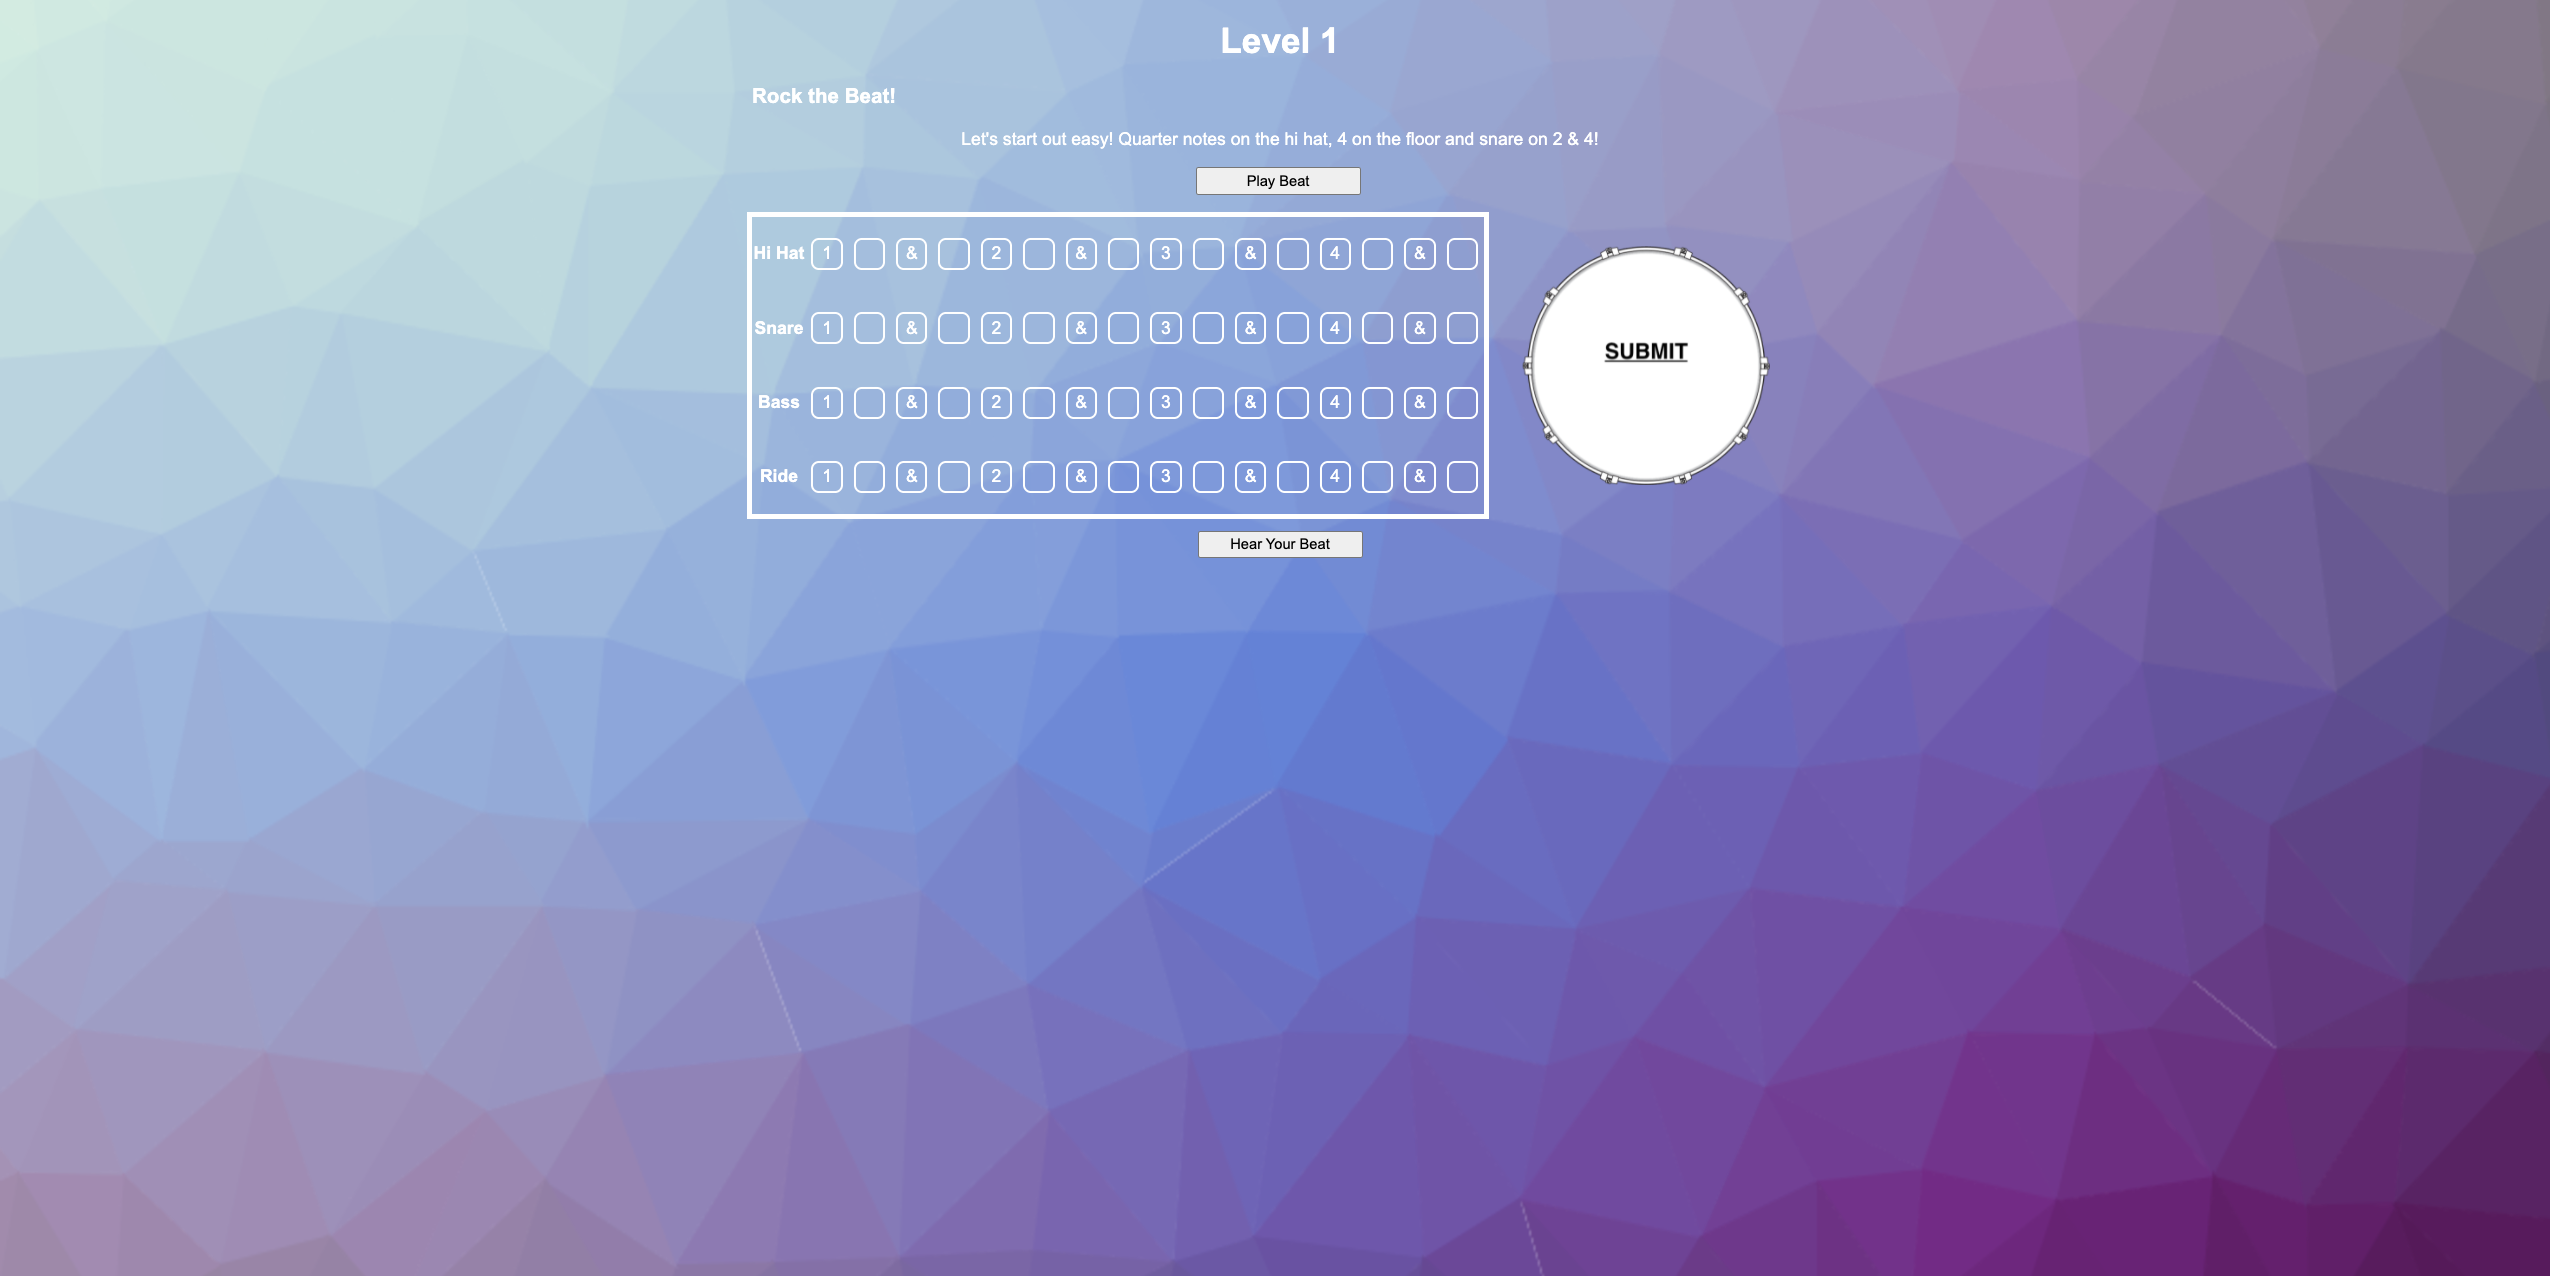 Level 1
Rock the Beat!
Let's start out easy! Quarter notes on the hi hat, 4 on the floor and snare on 2 & 4!
Play Beat
Hi Hat 1 & 2 & 3 & 4 &
Snare 1 & 2 & 3 & 4 &
SUBMIT
Bass 1 & 2 & 3 & 4 &
Ride 1 & 2 & 3 & 4 &
Hear Your Beat